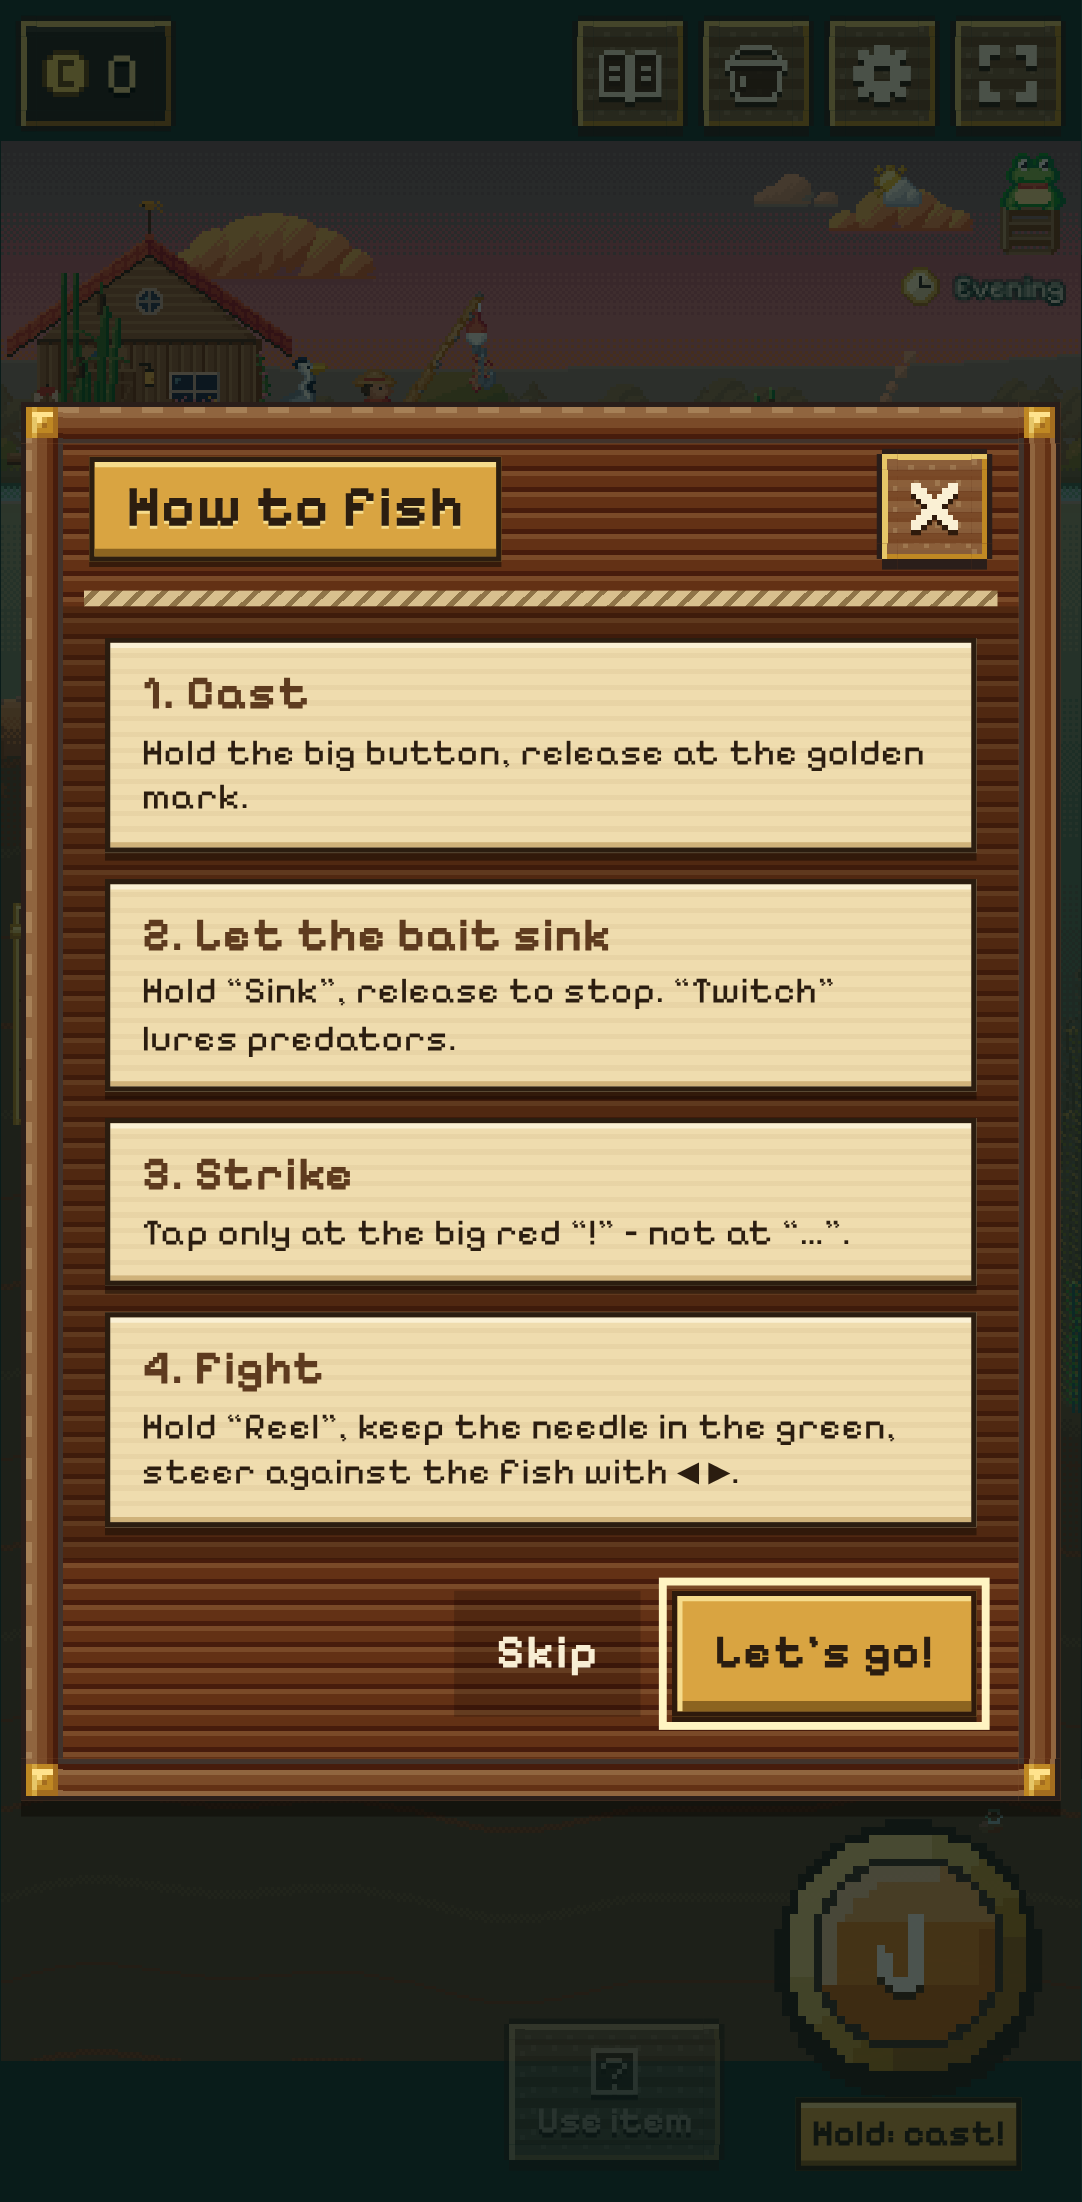 C 0
Evening
How to fish
1. Cast
Hold the big button, release at the golden
mark.
2. Let the bait sink
Hold “Sink”, release to stop. “Twitch”
lures predators.
3. Strike
Tap only at the big red “!” - not at “...”.
4. Fight
Hold “Reel”, keep the needle in the green,
steer against the fish with ◀ ▶.
Skip
Let's go!
?
Use item
Hold: cast!